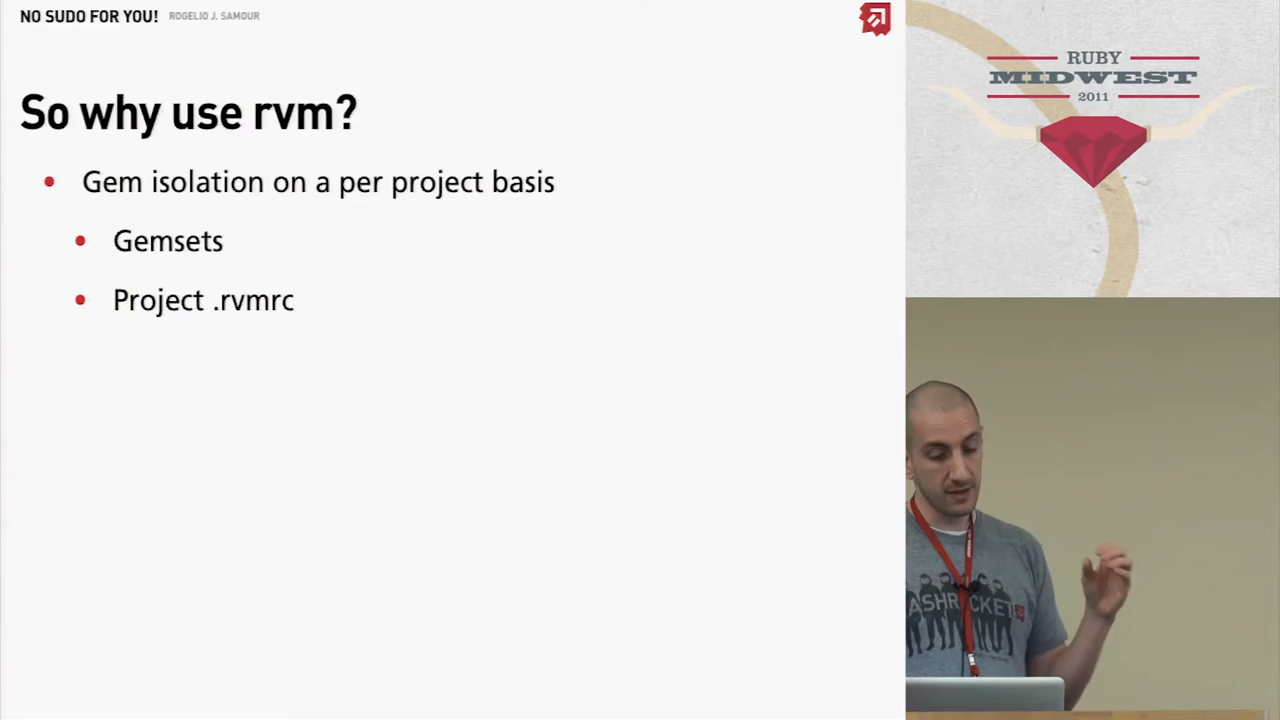 NO SUDO FOR YOU! ROGELIO J. SAMOUR
So why use rvm?
• Gem isolation on a per project basis
• Gemsets
• Project .rvmrc
RUBY
MIDWEST
2011
ASHROCKET